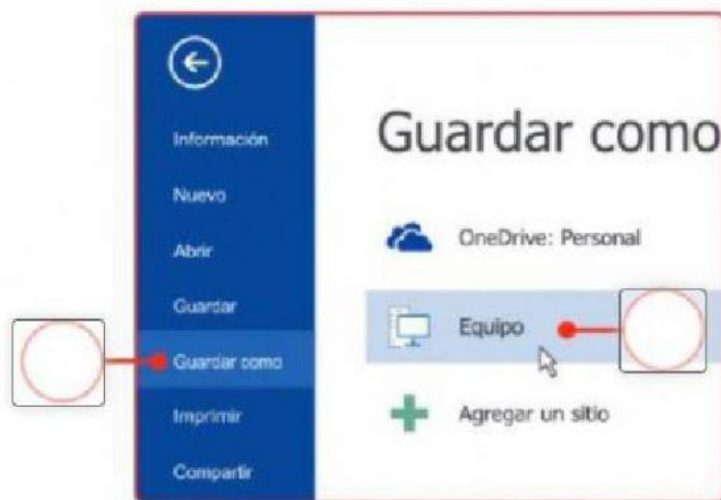 Información
Nuevo
Abrir
Guardar
Guardar como
Imprimir
Compartir
Guardar como
OneDrive: Personal
Equipo
Agregar un sitio